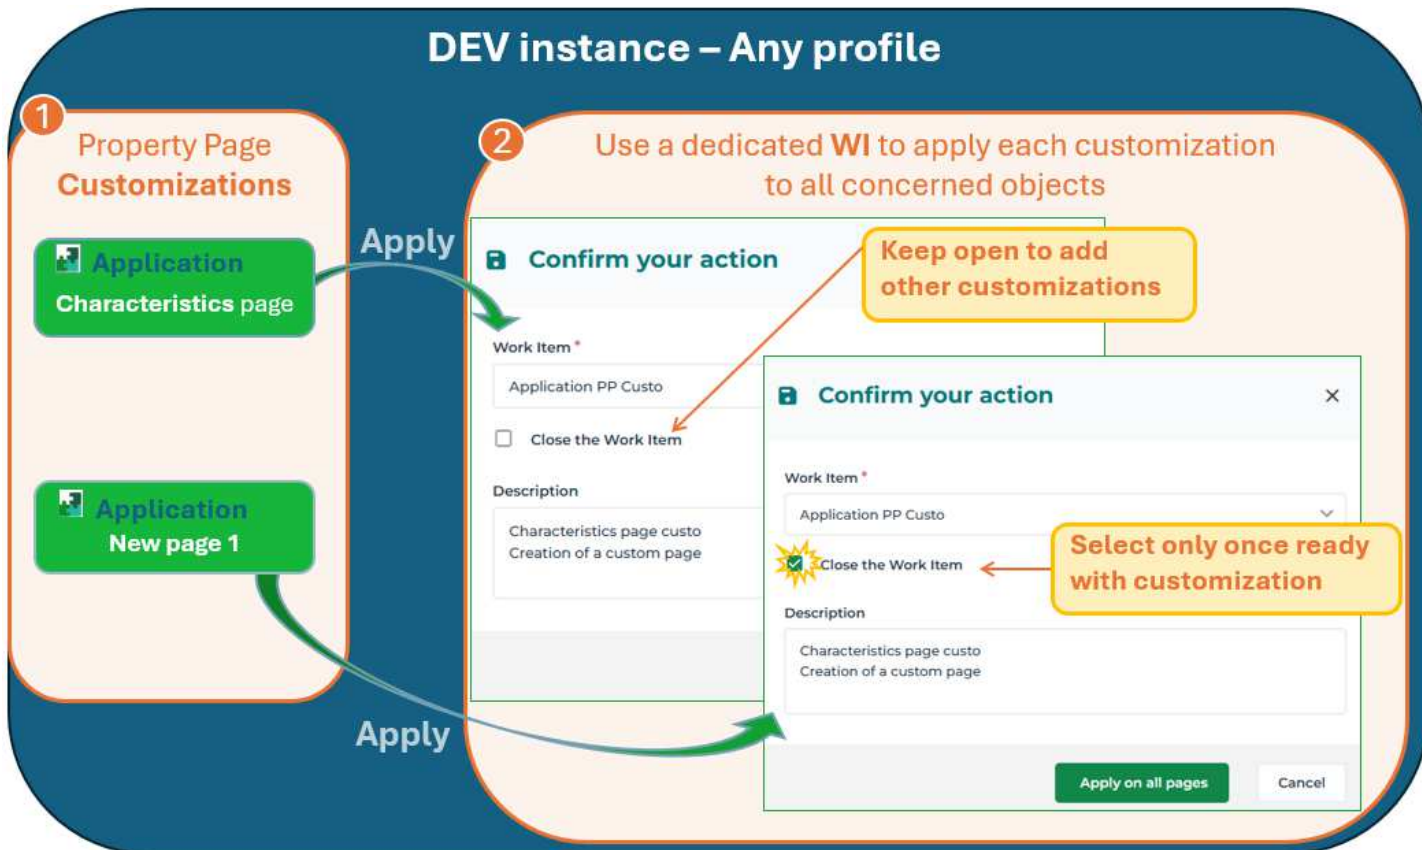 DEV instance – Any profile
1
Property Page
Customizations
Application
Characteristics page
Application
New page 1
Apply
Apply
2
Use a dedicated WI to apply each customization
to all concerned objects
Confirm your action
Keep open to add
other customizations
Work Item *
Application PP Custo
Close the Work Item
Description
Characteristics page custo
Creation of a custom page
Confirm your action
Work Item *
Application PP Custo
Close the Work Item
Select only once ready
with customization
Description
Characteristics page custo
Creation of a custom page
Apply on all pages
Cancel